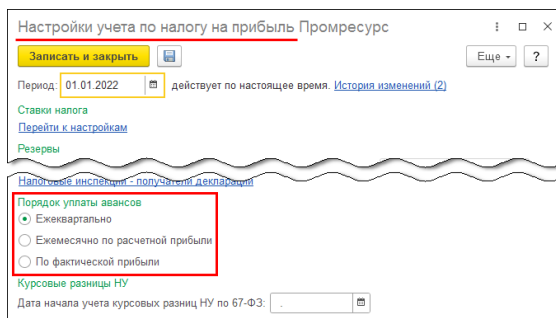 Настройки учета по налогу на прибыль Промресурс
Записать и закрыть Еще ?
Период: 01.01.2022 действует по настоящее время. История изменений (2)
Ставки налога
Перейти к настройкам
Резервы
Налоговые инспекции - получатели деклараций
Порядок уплаты авансов
Ежеквартально
Ежемесячно по расчетной прибыли
По фактической прибыли
Курсовые разницы НУ
Дата начала учета курсовых разниц НУ по 67-ФЗ: .